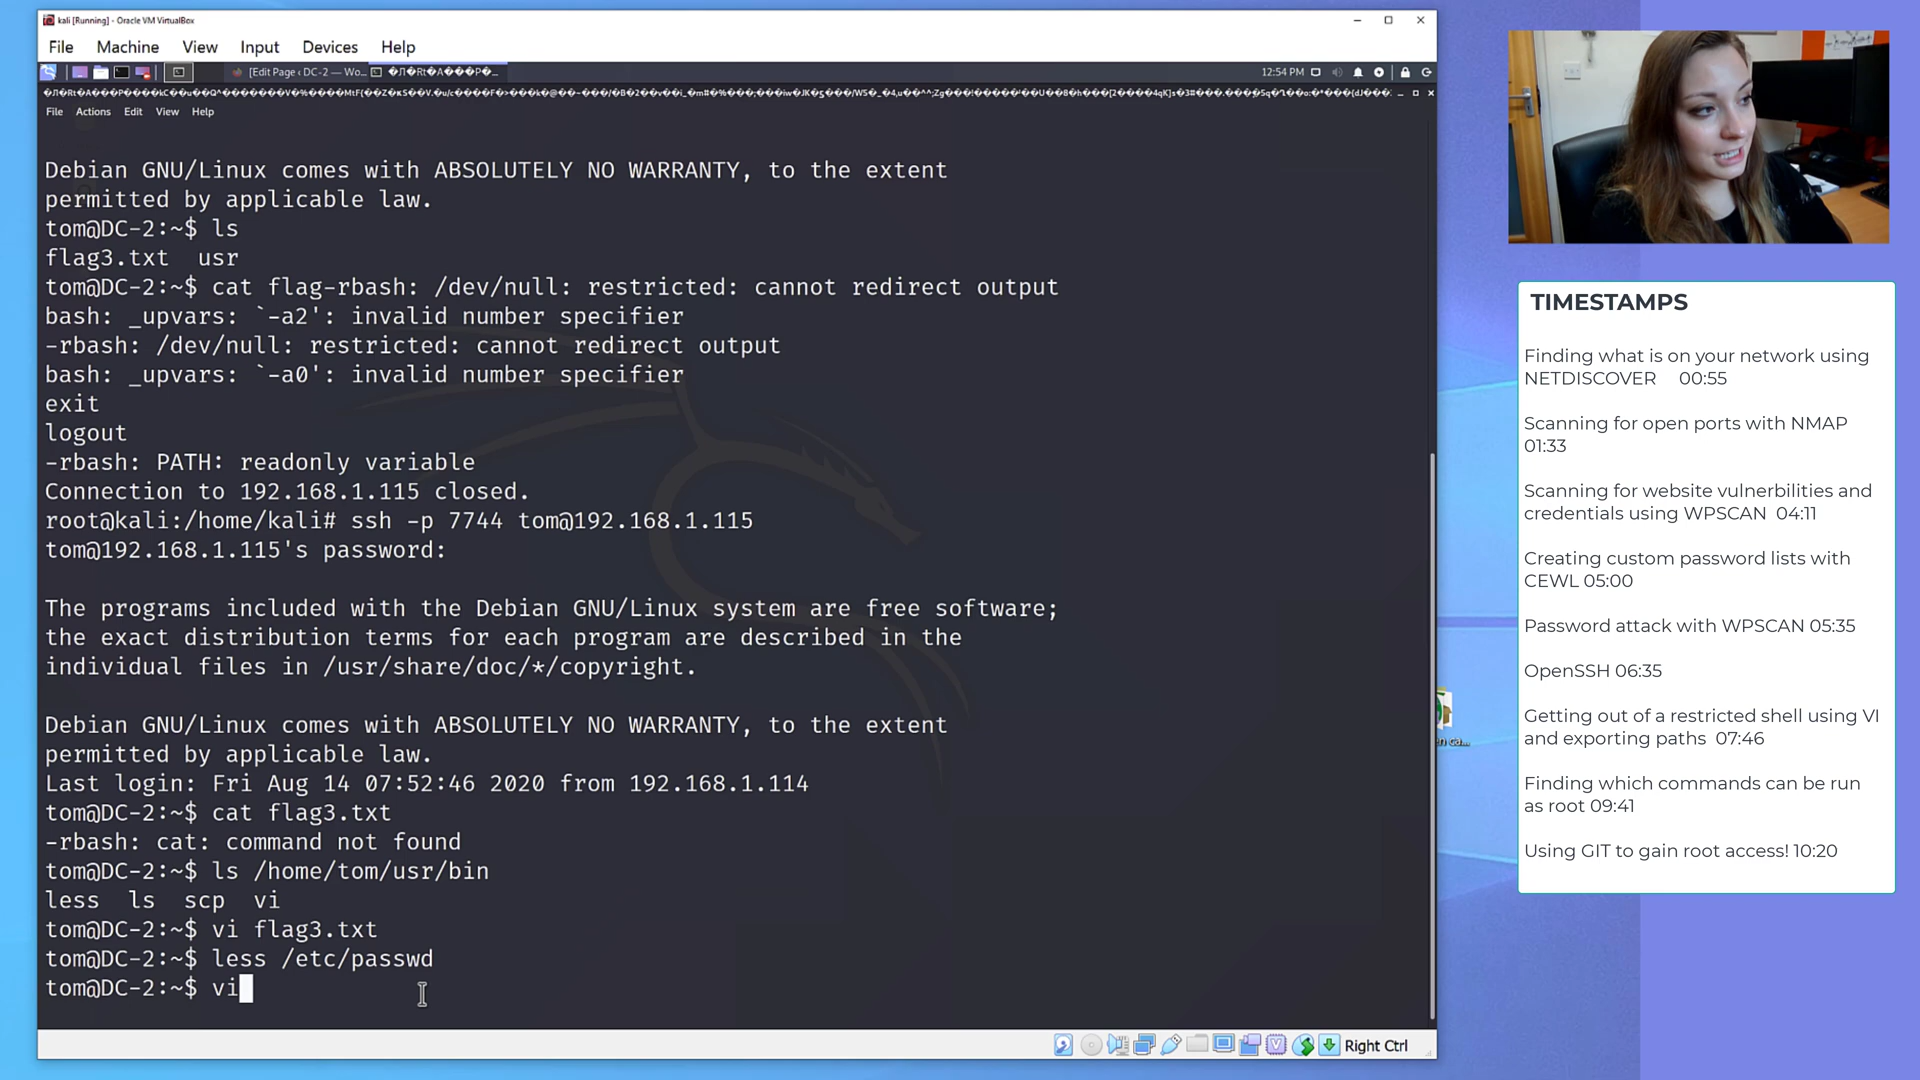 kali [Running] - Oracle VM VirtualBox
File Machine View Input Devices Help
[Edit Page ‹ DC-2 — Wo...
12:54 PM
File Actions Edit View Help
Debian GNU/Linux comes with ABSOLUTELY NO WARRANTY, to the extent
permitted by applicable law.
tom@DC-2:~$ ls
flag3.txt  usr
tom@DC-2:~$ cat flag-rbash: /dev/null: restricted: cannot redirect output
bash: _upvars: `-a2': invalid number specifier
-rbash: /dev/null: restricted: cannot redirect output
bash: _upvars: `-a0': invalid number specifier
exit
logout
-rbash: PATH: readonly variable
Connection to 192.168.1.115 closed.
root@kali:/home/kali# ssh -p 7744 tom@192.168.1.115
tom@192.168.1.115's password:
The programs included with the Debian GNU/Linux system are free software;
the exact distribution terms for each program are described in the
individual files in /usr/share/doc/*/copyright.
Debian GNU/Linux comes with ABSOLUTELY NO WARRANTY, to the extent
permitted by applicable law.
Last login: Fri Aug 14 07:52:46 2020 from 192.168.1.114
tom@DC-2:~$ cat flag3.txt
-rbash: cat: command not found
tom@DC-2:~$ ls /home/tom/usr/bin
less  ls  scp  vi
tom@DC-2:~$ vi flag3.txt
tom@DC-2:~$ less /etc/passwd
tom@DC-2:~$ vi
Right Ctrl
TIMESTAMPS
Finding what is on your network using
NETDISCOVER 00:55
Scanning for open ports with NMAP
01:33
Scanning for website vulnerbilities and
credentials using WPSCAN 04:11
Creating custom password lists with
CEWL 05:00
Password attack with WPSCAN 05:35
OpenSSH 06:35
Getting out of a restricted shell using VI
and exporting paths 07:46
Finding which commands can be run
as root 09:41
Using GIT to gain root access! 10:20